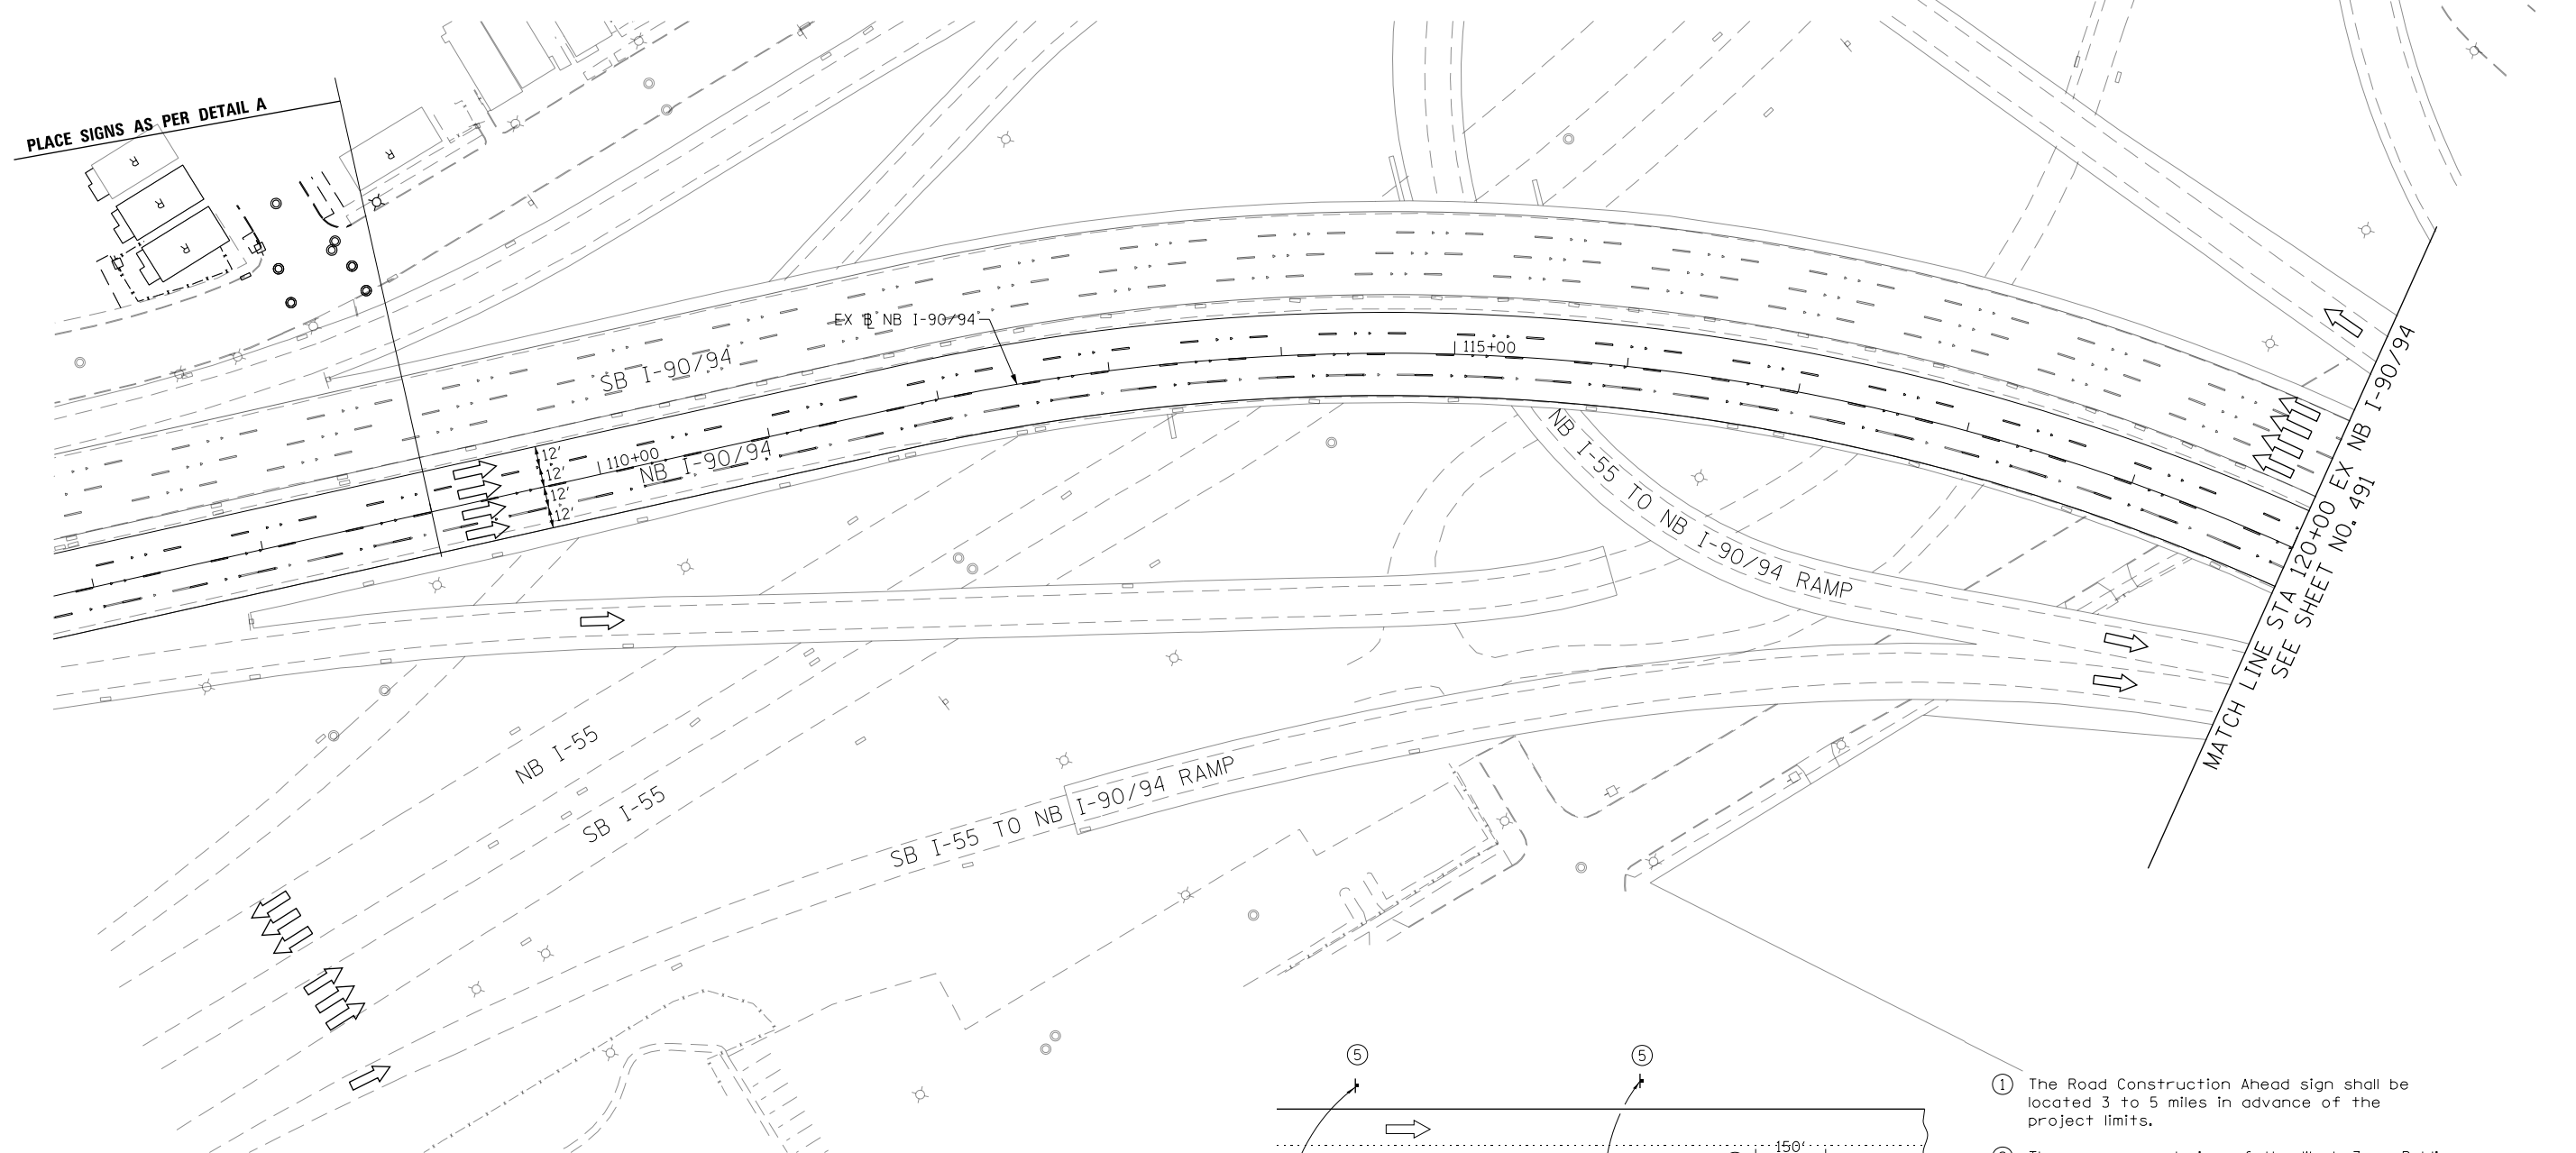 PLACE SIGNS AS PER DETAIL A
R
R
R
R
EX NB I-90/94
SB I-90/94
115+00
12'
12'
12'
12'
110+00
NB I-90/94
NB I-55 TO NB I-90/94 RAMP
MATCH LINE STA 120+00 EX NB I-90/94
SEE SHEET NO. 491
NB I-55
SB I-55
SB I-55 TO NB I-90/94 RAMP
5
5
150'
1 The Road Construction Ahead sign shall be
located 3 to 5 miles in advance of the
project limits.